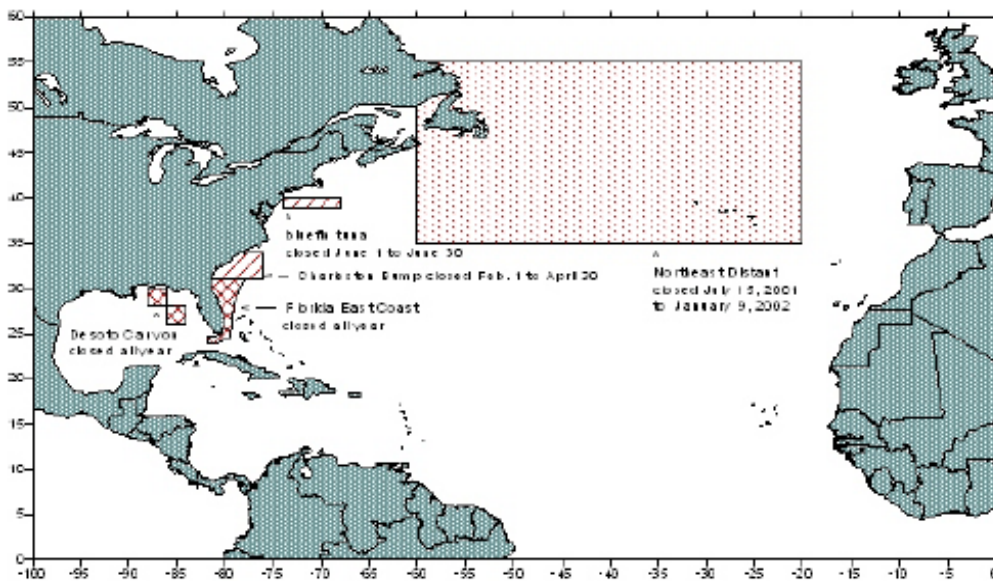 60
55
50
45
40
35
30
25
20
15
10
5
0
bluefin tuna
closed June 1 to June 30
Charleston Bump closed Feb. 1 to April 30
Florida East Coast
closed all year
Desoto Canyon
closed all year
Northeast Distant
closed July 15, 2001
to January 9, 2002
-100 -95 -90 -85 -80 -75 -70 -65 -60 -55 -50 -45 -40 -35 -30 -25 -20 -15 -10 -5 0